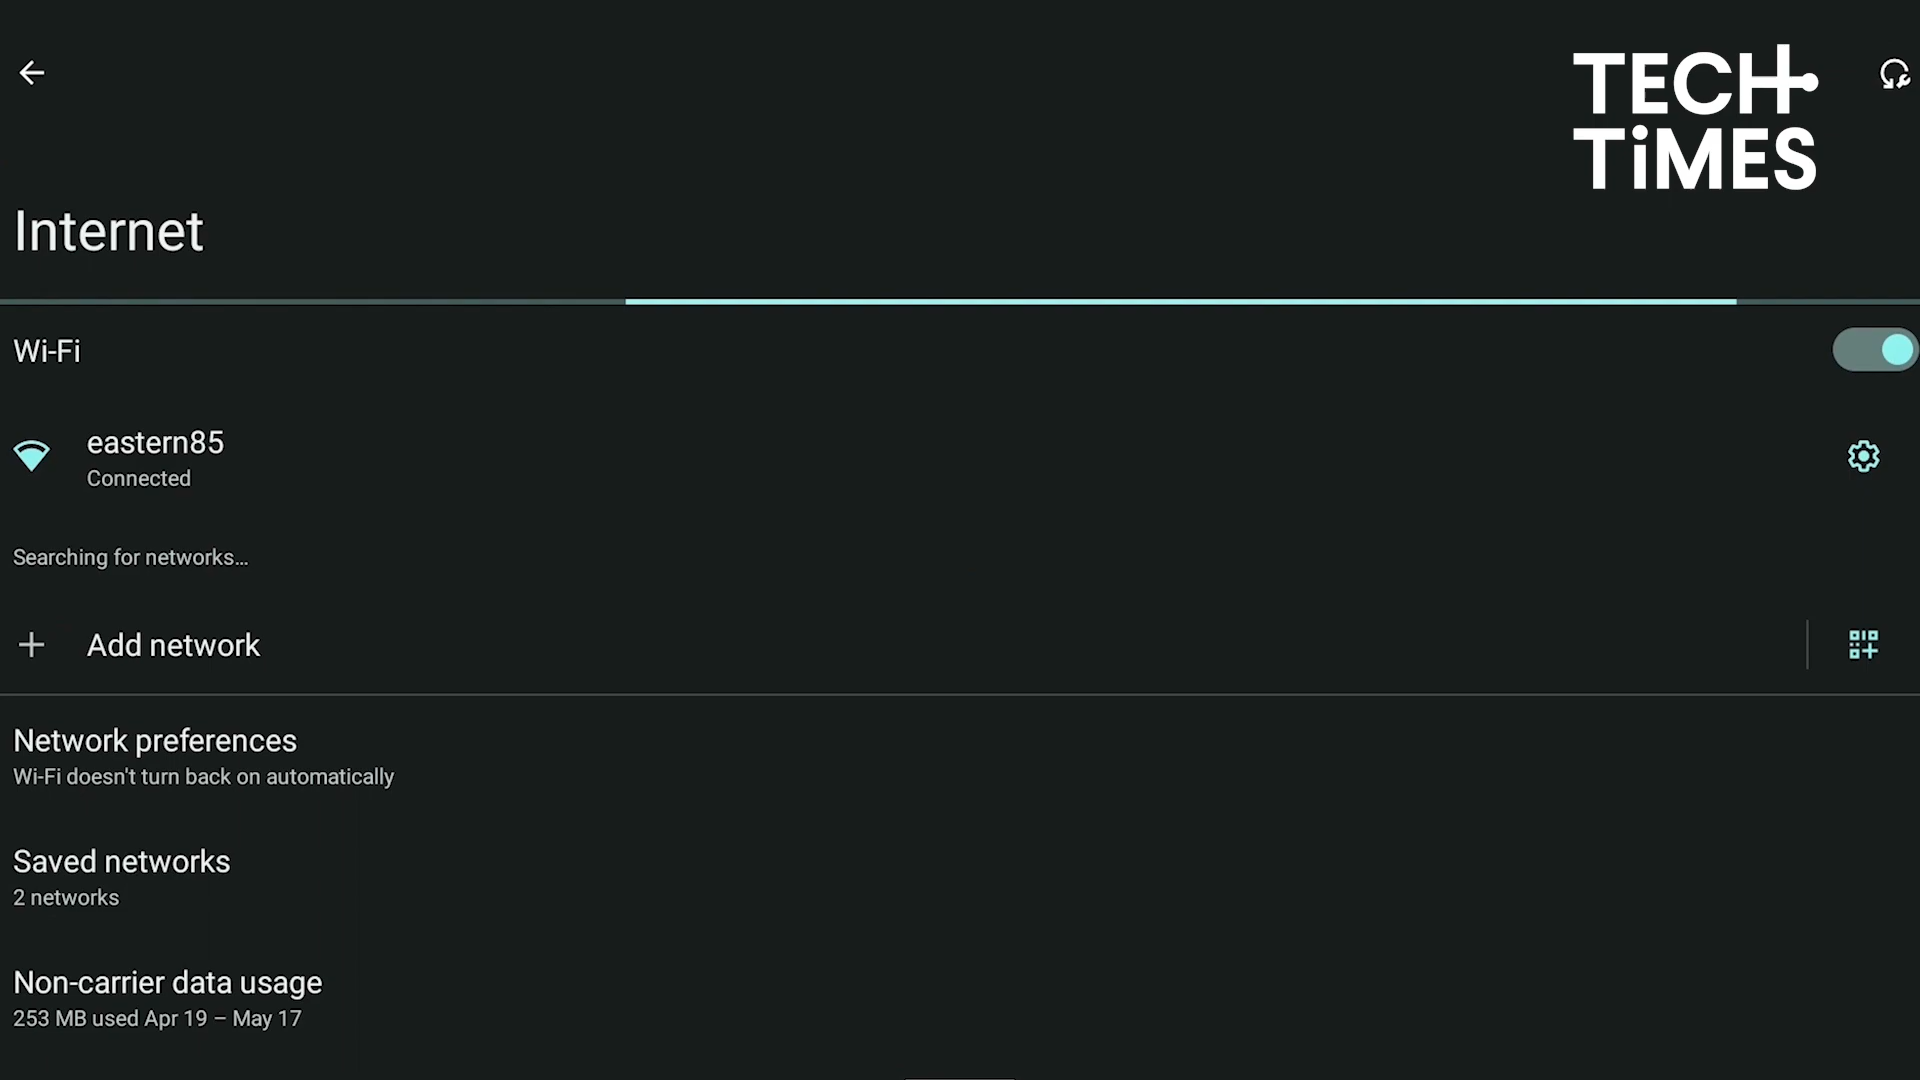 TECH
TiMES
Internet
Wi-Fi
eastern85
Connected
Searching for networks…
Add network
Network preferences
Wi-Fi doesn't turn back on automatically
Saved networks
2 networks
Non-carrier data usage
253 MB used Apr 19 – May 17